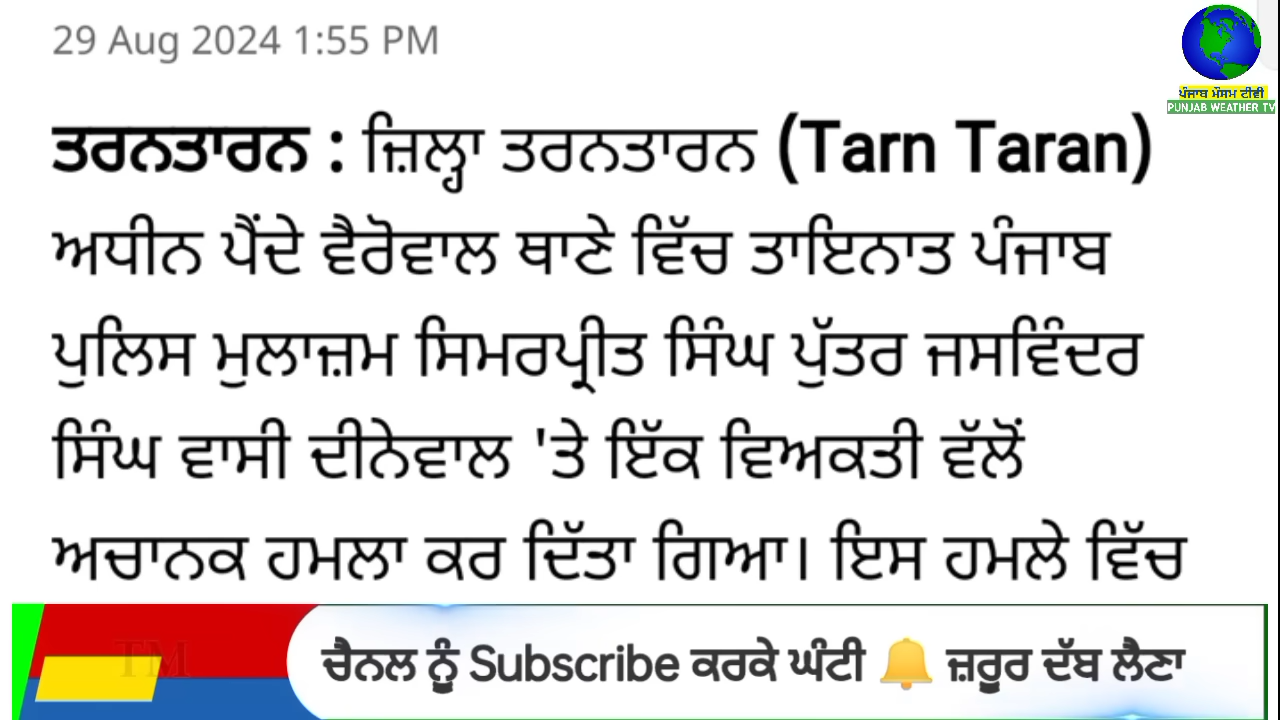 29 Aug 2024 1:55 PM
ਪੰਜਾਬ ਮੌਸਮ ਟੀਵੀ
PUNJAB WEATHER TV
ਤਰਨਤਾਰਨ : ਜ਼ਿਲ੍ਹਾ ਤਰਨਤਾਰਨ (Tarn Taran)
ਅਧੀਨ ਪੈਂਦੇ ਵੈਰੋਵਾਲ ਥਾਣੇ ਵਿੱਚ ਤਾਇਨਾਤ ਪੰਜਾਬ
ਪੁਲਿਸ ਮੁਲਾਜ਼ਮ ਸਿਮਰਪ੍ਰੀਤ ਸਿੰਘ ਪੁੱਤਰ ਜਸਵਿੰਦਰ
ਸਿੰਘ ਵਾਸੀ ਦੀਨੇਵਾਲ 'ਤੇ ਇੱਕ ਵਿਅਕਤੀ ਵੱਲੋਂ
ਅਚਾਨਕ ਹਮਲਾ ਕਰ ਦਿੱਤਾ ਗਿਆ। ਇਸ ਹਮਲੇ ਵਿੱਚ
TM
ਚੈਨਲ ਨੂੰ Subscribe ਕਰਕੇ ਘੰਟੀ 🔔 ਜ਼ਰੂਰ ਦੱਬ ਲੈਣਾ